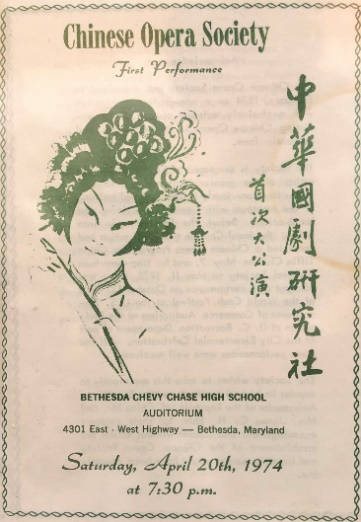 Chinese Opera Society
First Performance
中華國劇硏究社
首次大公演
BETHESDA CHEVY CHASE HIGH SCHOOL
AUDITORIUM
4301 East - West Highway — Bethesda, Maryland
Saturday, April 20th, 1974
at 7:30 p.m.